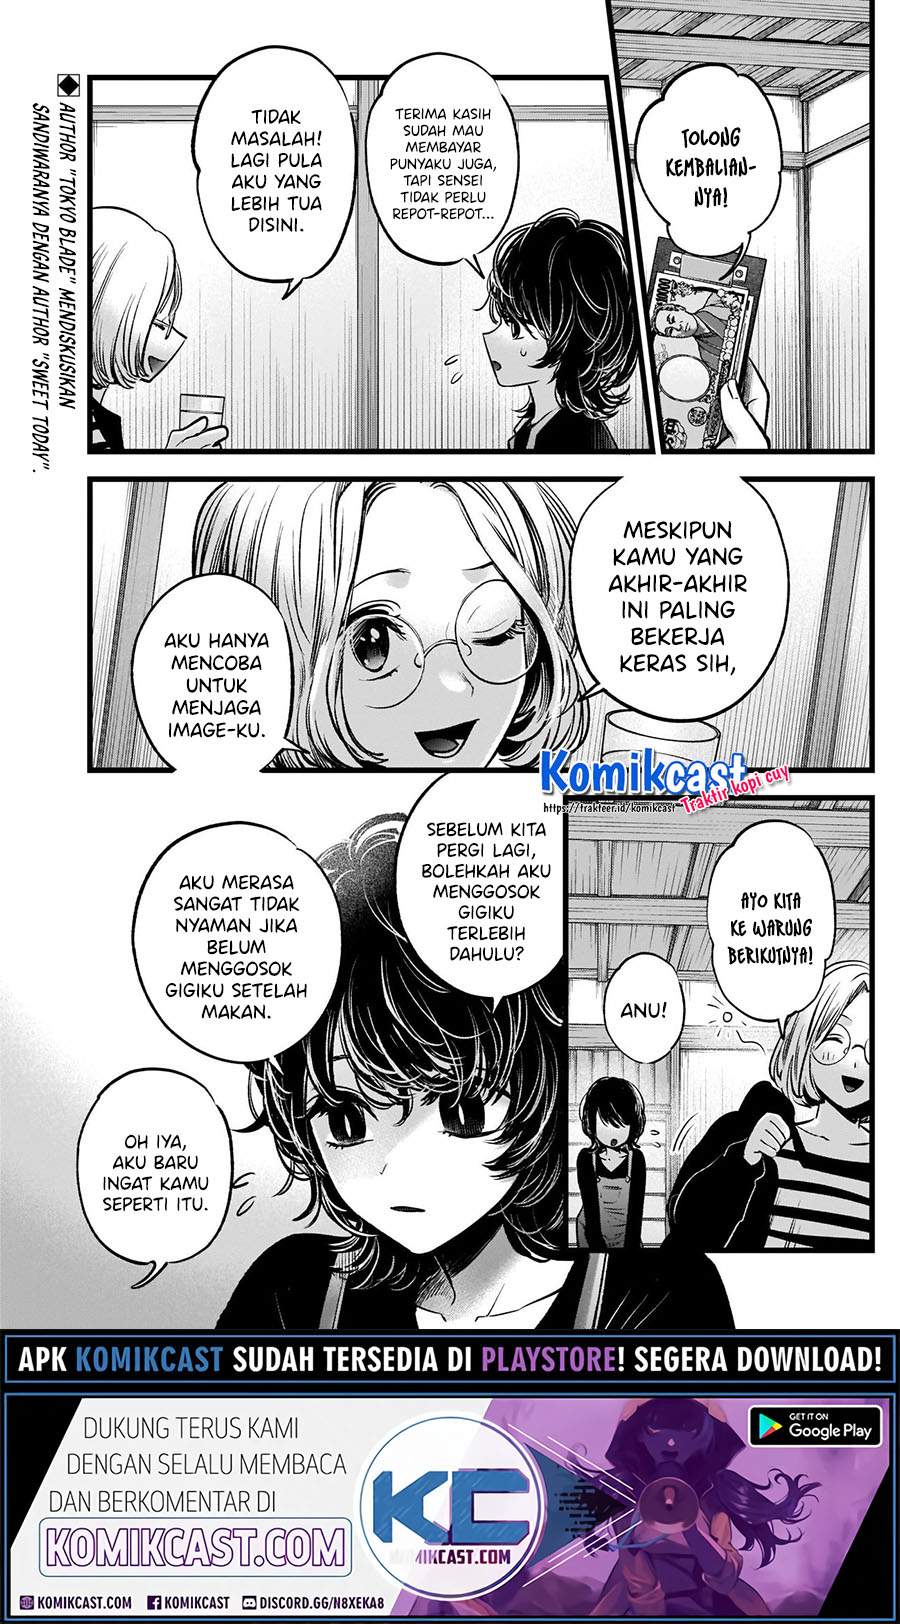 TOLONG
KEMBALIAN-
NYA!
TERIMA KASIH
SUDAH MAU
MEMBAYAR
PUNYAKU JUGA,
TAPI SENSEI
TIDAK PERLU
REPOT-REPOT...
TIDAK
MASALAH!
LAGI PULA
AKU YANG
LEBIH TUA
DISINI.
AUTHOR "TOKYO BLADE" MENDISKUSIKAN
SANDIWARANYA DENGAN AUTHOR "SWEET TODAY".
10000
MESKIPUN
KAMU YANG
AKHIR-AKHIR
INI PALING
BEKERJA
KERAS SIH,
AKU HANYA
MENCOBA
UNTUK
MENJAGA
IMAGE-KU.
Komikcast
Traktir kopi cuy
https://trakteer.id/komikcast
AYO KITA
KE WARUNG
BERIKUTNYA!
ANU!
SEBELUM KITA
PERGI LAGI,
BOLEHKAH AKU
MENGGOSOK
GIGIKU
TERLEBIH
DAHULU?
AKU MERASA
SANGAT TIDAK
NYAMAN JIKA
BELUM
MENGGOSOK
GIGIKU SETELAH
MAKAN.
OH IYA,
AKU BARU
INGAT KAMU
SEPERTI ITU.
APK KOMIKCAST SUDAH TERSEDIA DI PLAYSTORE! SEGERA DOWNLOAD!
DUKUNG TERUS KAMI
DENGAN SELALU MEMBACA
DAN BERKOMENTAR DI
KOMIKCAST.COM
KC
KOMIKCAST.COM
GET IT ON
Google Play
KOMIKCAST.COM KOMIKCAST DISCORD.GG/N8XEKA8